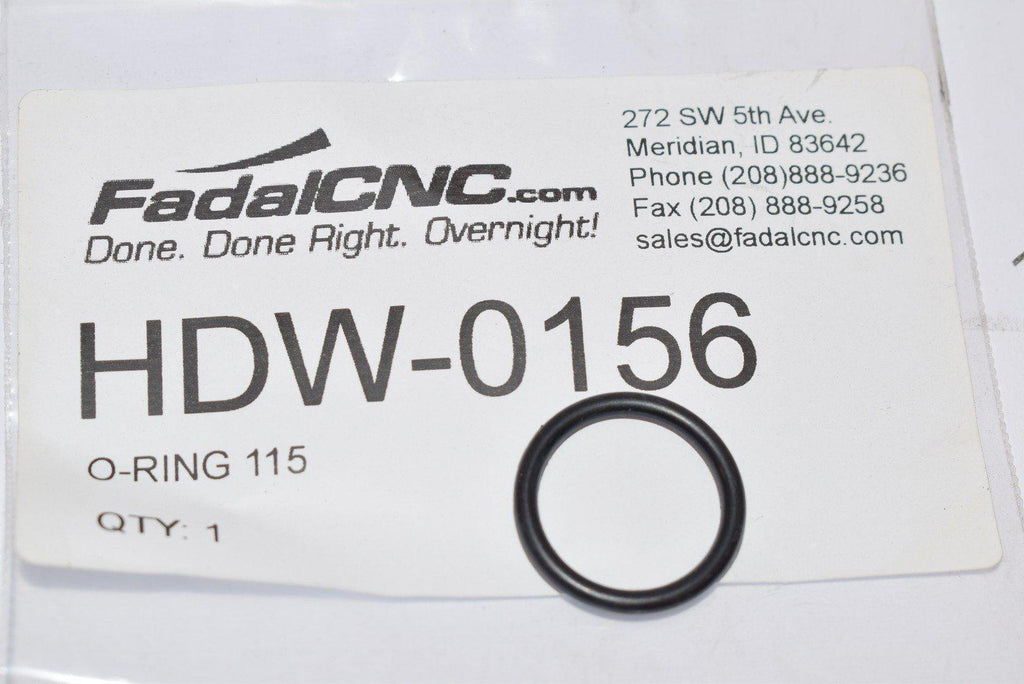 FadalCNC.com
Done. Done Right. Overnight!
272 SW 5th Ave.
Meridian, ID 83642
Phone (208)888-9236
Fax (208) 888-9258
sales@fadalcnc.com
HDW-0156
O-RING 115
QTY: 1